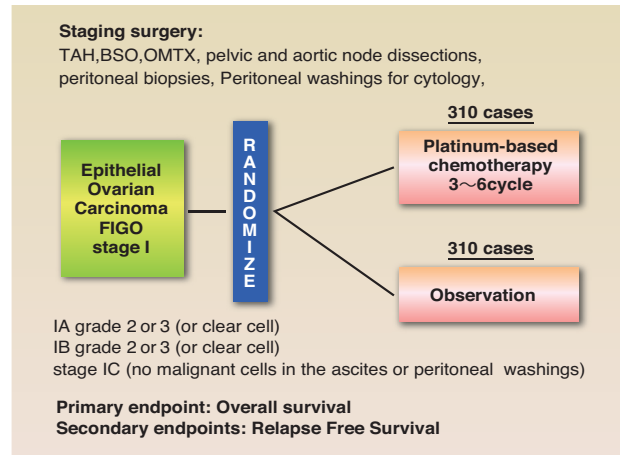 Staging surgery:
TAH,BSO,OMTX, pelvic and aortic node dissections,
peritoneal biopsies, Peritoneal washings for cytology,
Epithelial
Ovarian
Carcinoma
FIGO
stage I
RANDOMIZE
310 cases
Platinum-based
chemotherapy
3～6cycle
310 cases
Observation
IA grade 2 or 3 (or clear cell)
IB grade 2 or 3 (or clear cell)
stage IC (no malignant cells in the ascites or peritoneal washings)
Primary endpoint: Overall survival
Secondary endpoints: Relapse Free Survival